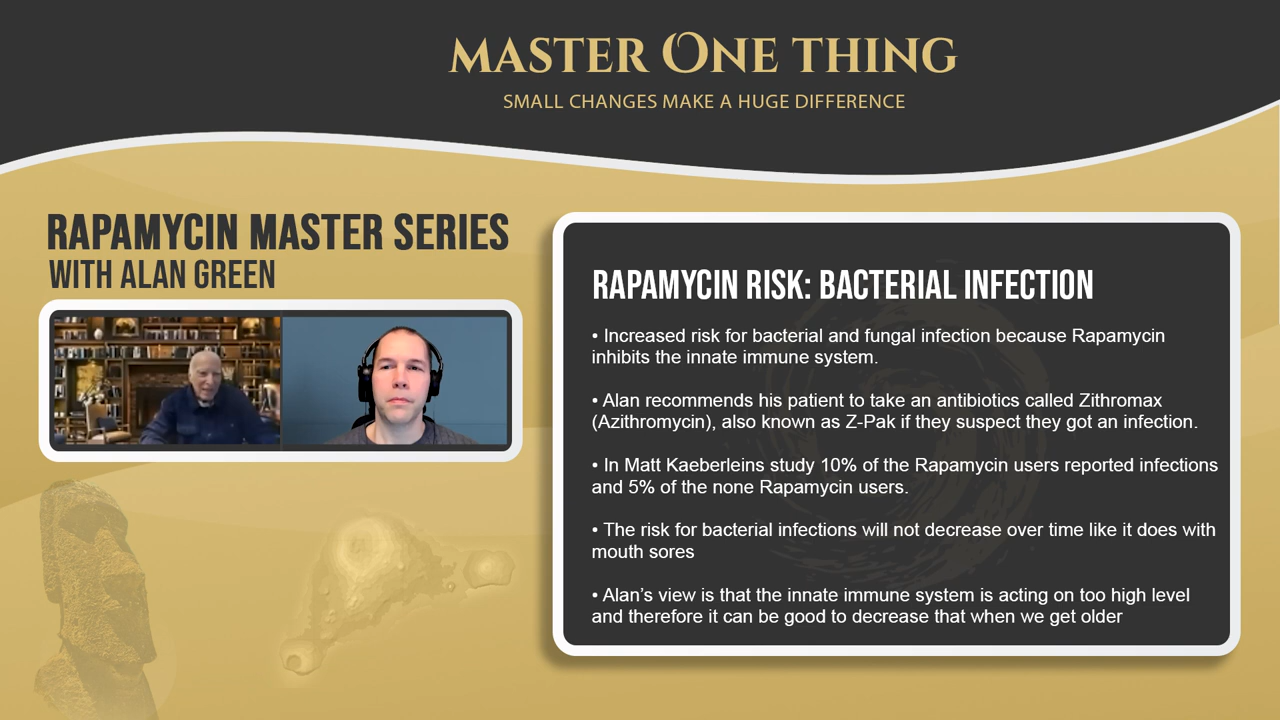 MASTER ONE THING
SMALL CHANGES MAKE A HUGE DIFFERENCE
RAPAMYCIN MASTER SERIES
WITH ALAN GREEN
RAPAMYCIN RISK: BACTERIAL INFECTION
• Increased risk for bacterial and fungal infection because Rapamycin
inhibits the innate immune system.
• Alan recommends his patient to take an antibiotics called Zithromax
(Azithromycin), also known as Z-Pak if they suspect they got an infection.
• In Matt Kaeberleins study 10% of the Rapamycin users reported infections
and 5% of the none Rapamycin users.
• The risk for bacterial infections will not decrease over time like it does with
mouth sores
• Alan’s view is that the innate immune system is acting on too high level
and therefore it can be good to decrease that when we get older